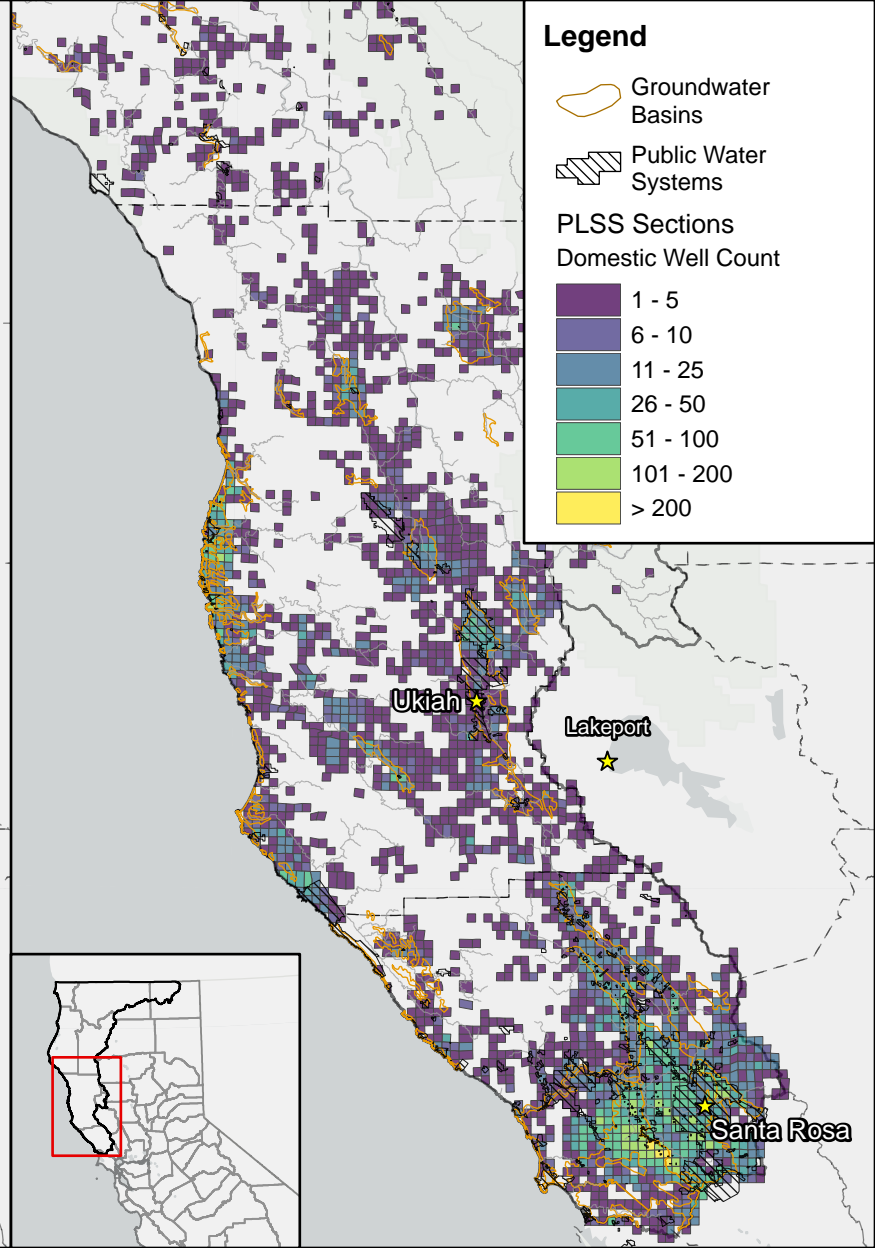 Legend
Groundwater
Basins
Public Water
Systems
PLSS Sections
Domestic Well Count
1 - 5
6 - 10
11 - 25
26 - 50
51 - 100
101 - 200
> 200
Ukiah
Lakeport
Santa Rosa